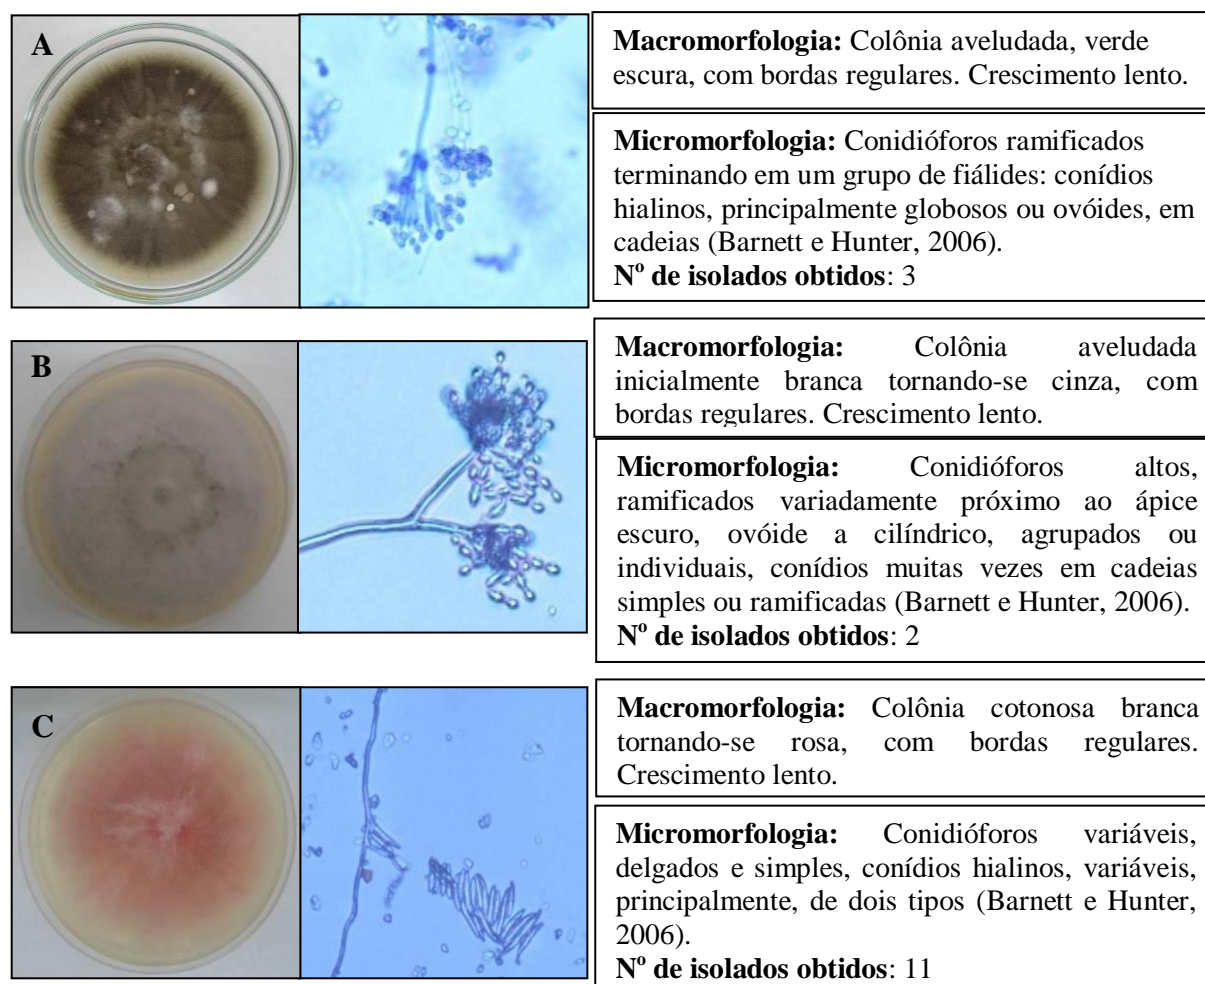 A
Macromorfologia: Colônia aveludada, verde
escura, com bordas regulares. Crescimento lento.
Micromorfologia: Conidióforos ramificados
terminando em um grupo de fiálides: conídios
hialinos, principalmente globosos ou ovóides, em
cadeias (Barnett e Hunter, 2006).
Nº de isolados obtidos: 3
B
Macromorfologia: Colônia aveludada
inicialmente branca tornando-se cinza, com
bordas regulares. Crescimento lento.
Micromorfologia: Conidióforos altos,
ramificados variadamente próximo ao ápice
escuro, ovóide a cilíndrico, agrupados ou
individuais, conídios muitas vezes em cadeias
simples ou ramificadas (Barnett e Hunter, 2006).
Nº de isolados obtidos: 2
C
Macromorfologia: Colônia cotonosa branca
tornando-se rosa, com bordas regulares.
Crescimento lento.
Micromorfologia: Conidióforos variáveis,
delgados e simples, conídios hialinos, variáveis,
principalmente, de dois tipos (Barnett e Hunter,
2006).
Nº de isolados obtidos: 11